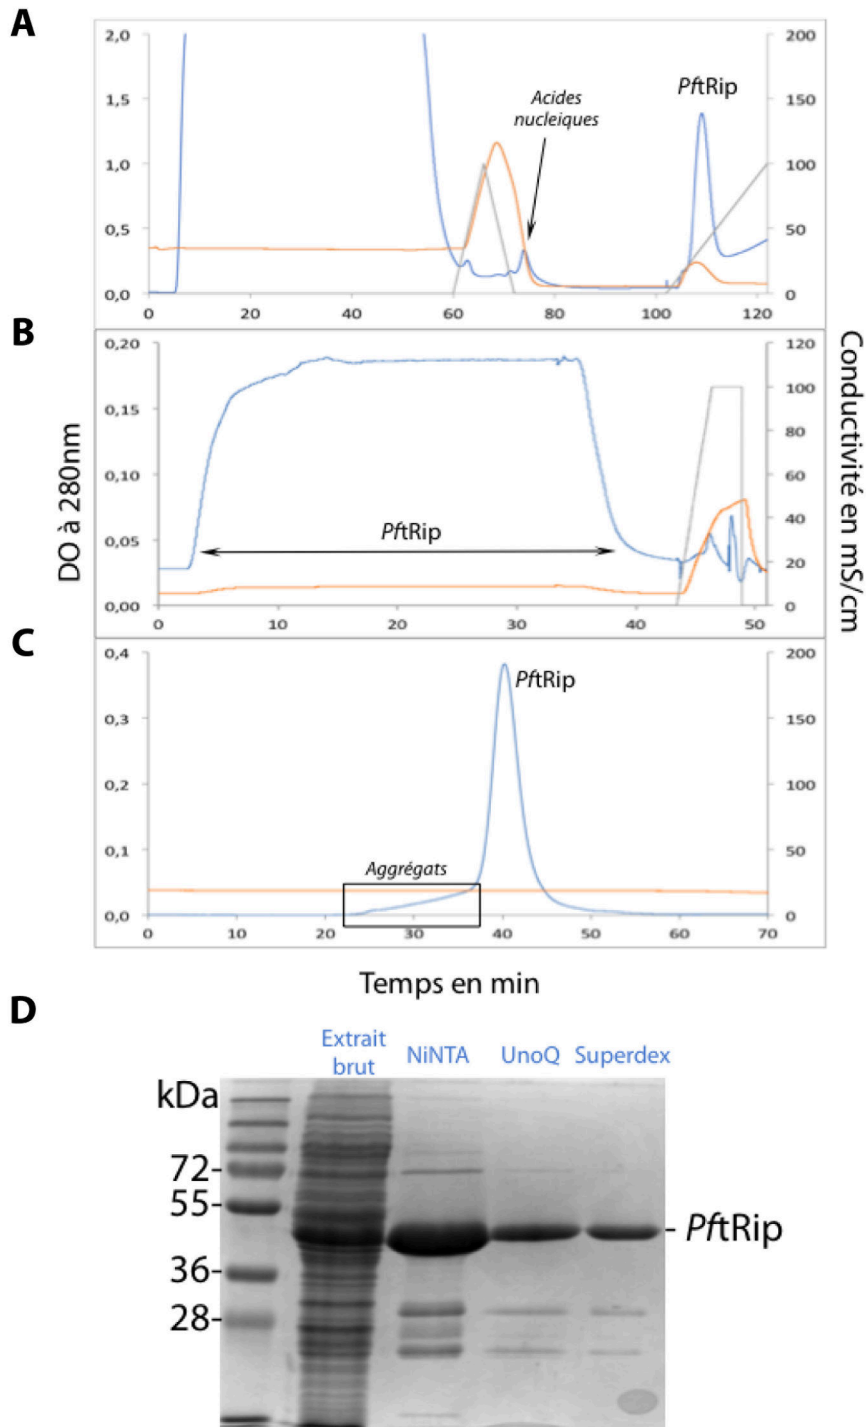 A
2,0
1,5
1,0
0,5
0,0
200
150
100
50
0
0
20
40
60
80
100
120
Acides
nucleiques
PftRip
B
0,20
0,15
0,10
0,05
0,00
120
100
80
60
40
20
0
0
10
20
30
40
50
PftRip
DO à 280nm
Conductivité en mS/cm
C
0,4
0,3
0,2
0,1
0,0
200
150
100
50
0
0
10
20
30
40
50
60
70
PftRip
Aggrégats
Temps en min
D
Extrait
brut
NiNTA
UnoQ
Superdex
kDa
72-
55-
36-
28-
- PftRip